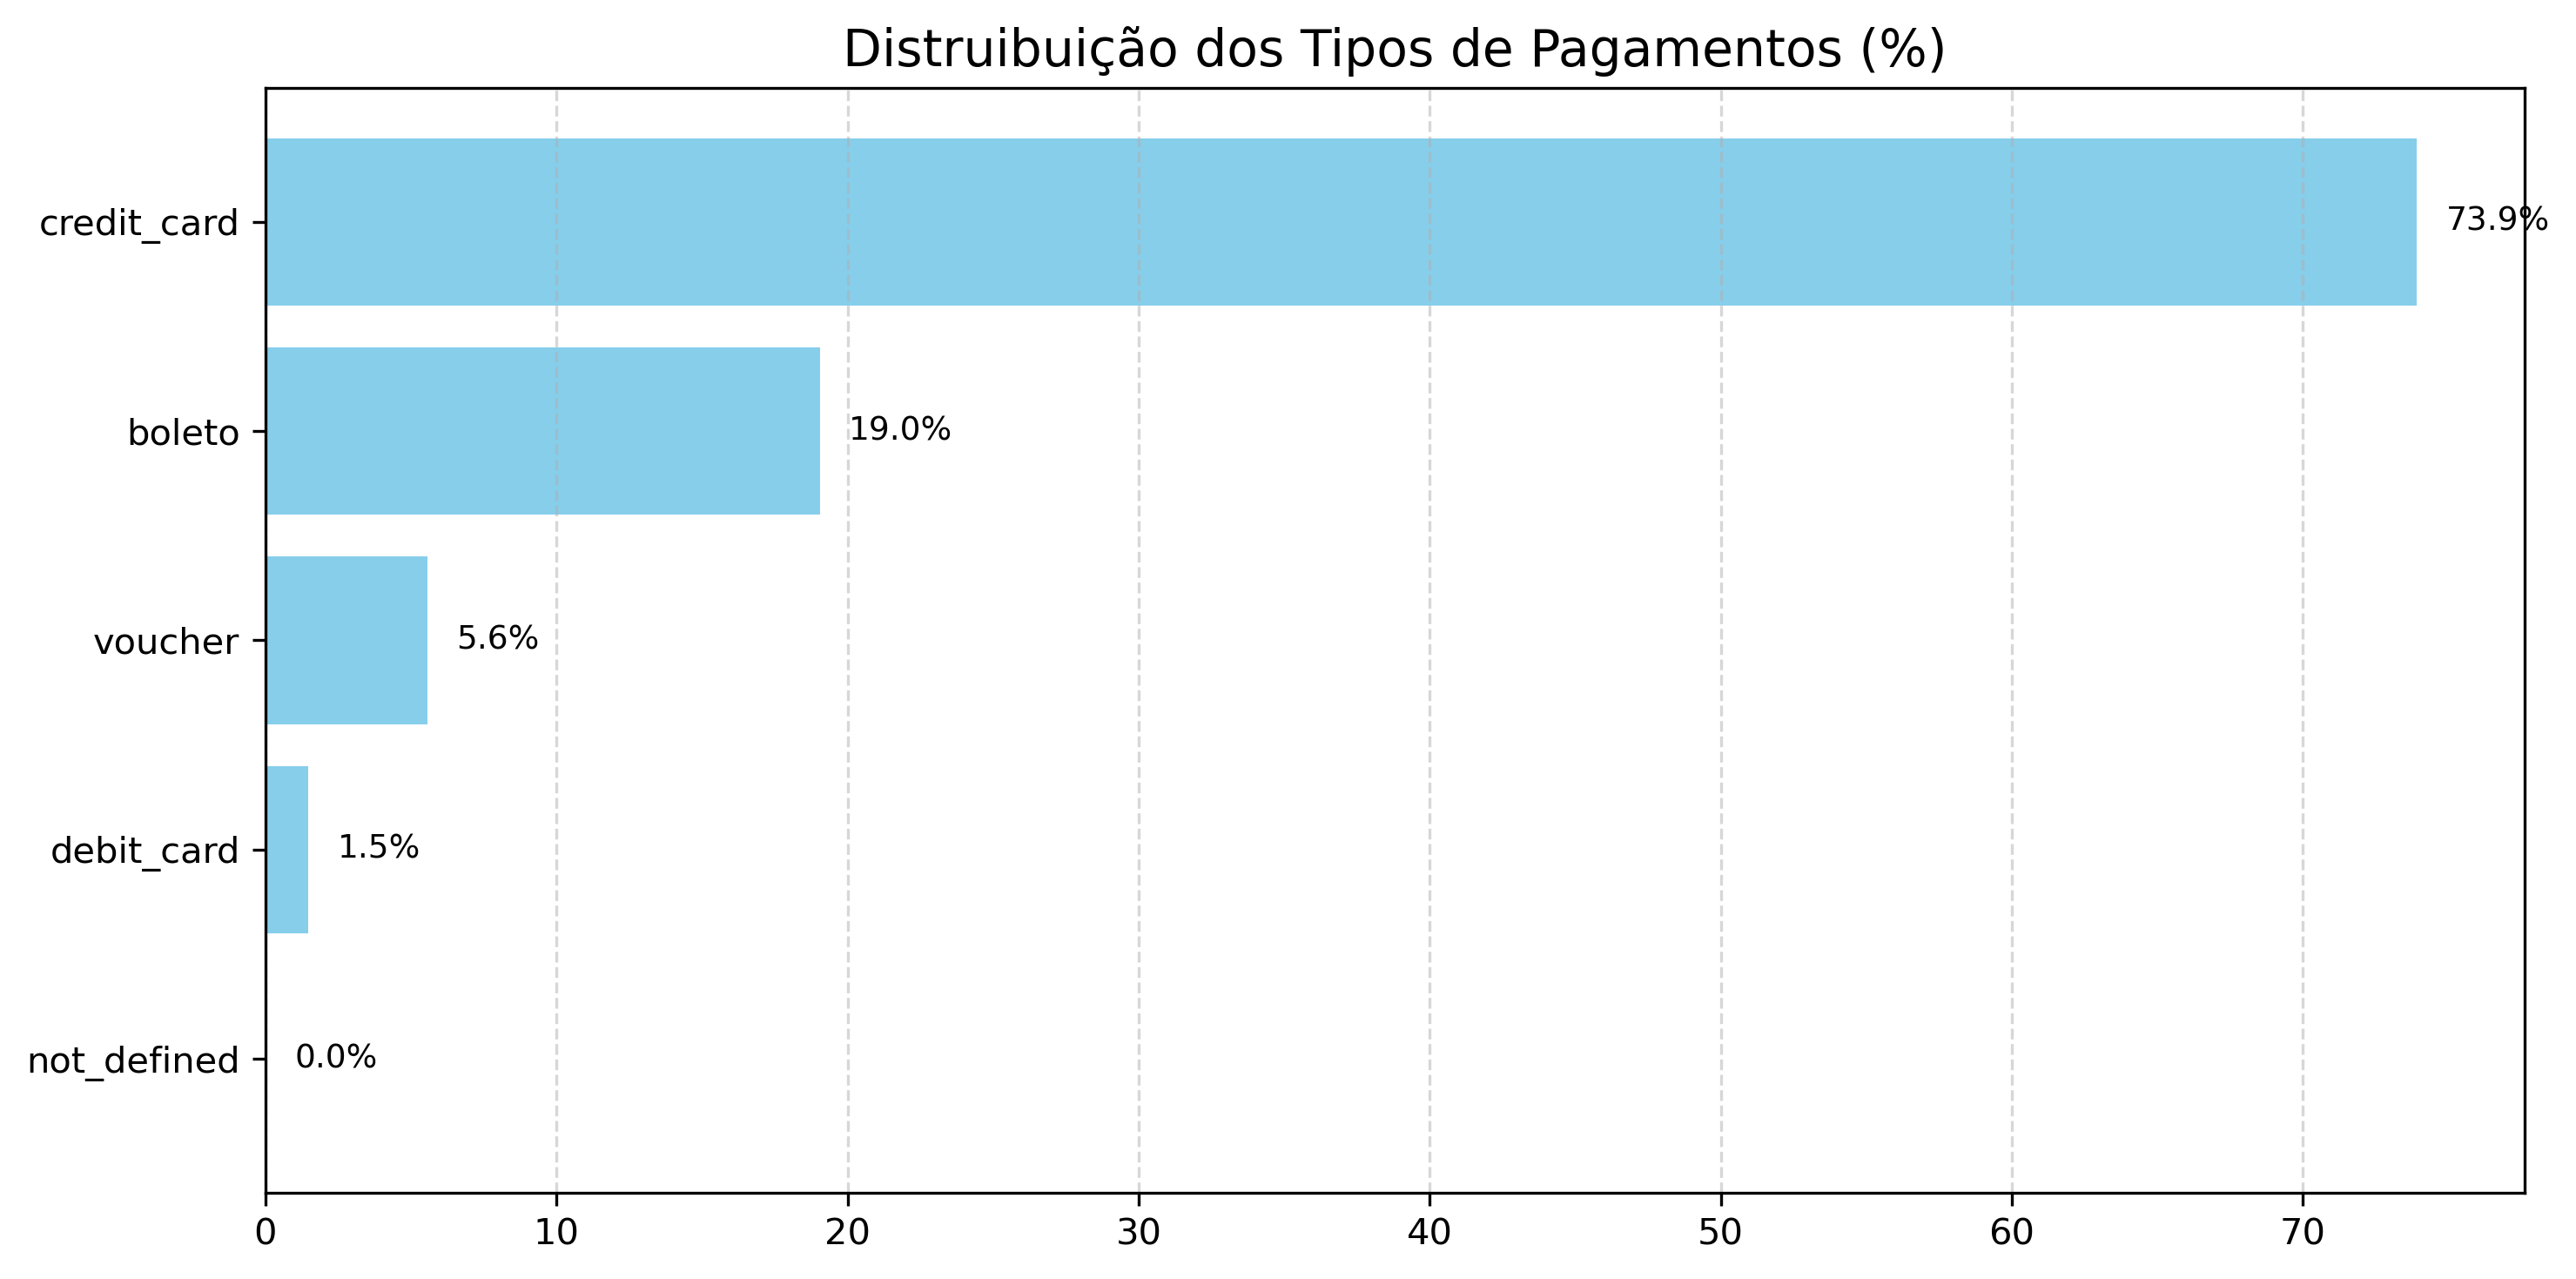 Distruibuição dos Tipos de Pagamentos (%)
credit_card
73.9%
boleto
19.0%
voucher
5.6%
debit_card
1.5%
not_defined
0.0%
0 10 20 30 40 50 60 70